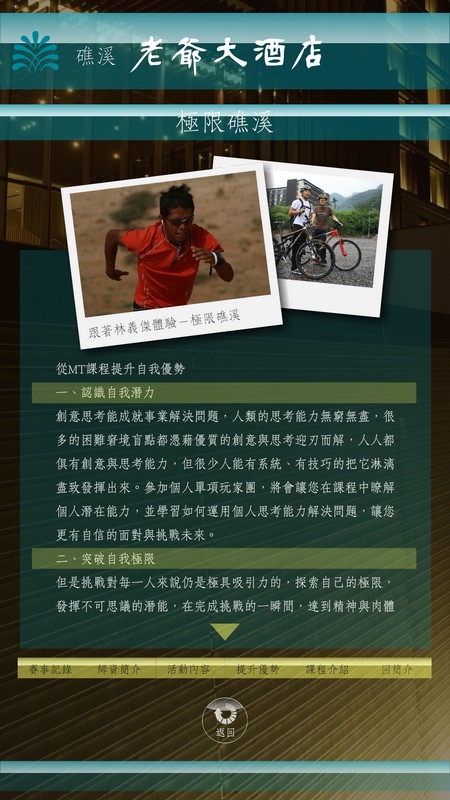 礁溪 老爺大酒店
極限礁溪
跟著林義傑體驗－極限礁溪
從MT課程提升自我優勢
一、認識自我潛力
創意思考能成就事業解決問題，人類的思考能力無窮無盡，很
多的困難窘境盲點都憑藉優質的創意與思考迎刃而解，人人都
俱有創意與思考能力，但很少人能有系統、有技巧的把它淋漓
盡致發揮出來。參加個人單項玩家團，將會讓您在課程中暸解
個人潛在能力，並學習如何運用個人思考能力解決問題，讓您
更有自信的面對與挑戰未來。
二、突破自我極限
但是挑戰對每一人來說仍是極具吸引力的，探索自己的極限，
發揮不可思議的潛能，在完成挑戰的一瞬間，達到精神與肉體
賽事記錄 師資簡介 活動內容 提升優勢 課程介紹 團簡介
返回